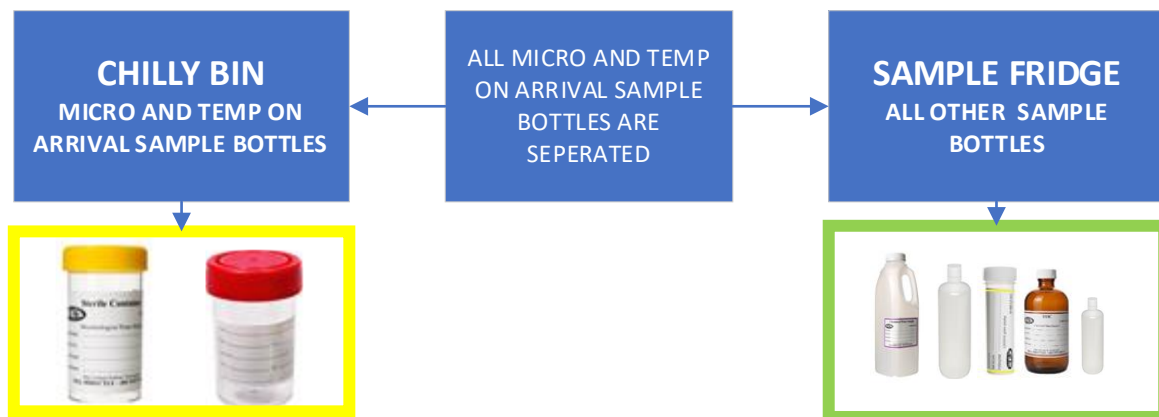 CHILLY BIN
MICRO AND TEMP ON
ARRIVAL SAMPLE BOTTLES
ALL MICRO AND TEMP
ON ARRIVAL SAMPLE
BOTTLES ARE
SEPERATED
SAMPLE FRIDGE
ALL OTHER SAMPLE
BOTTLES
Sterile Container